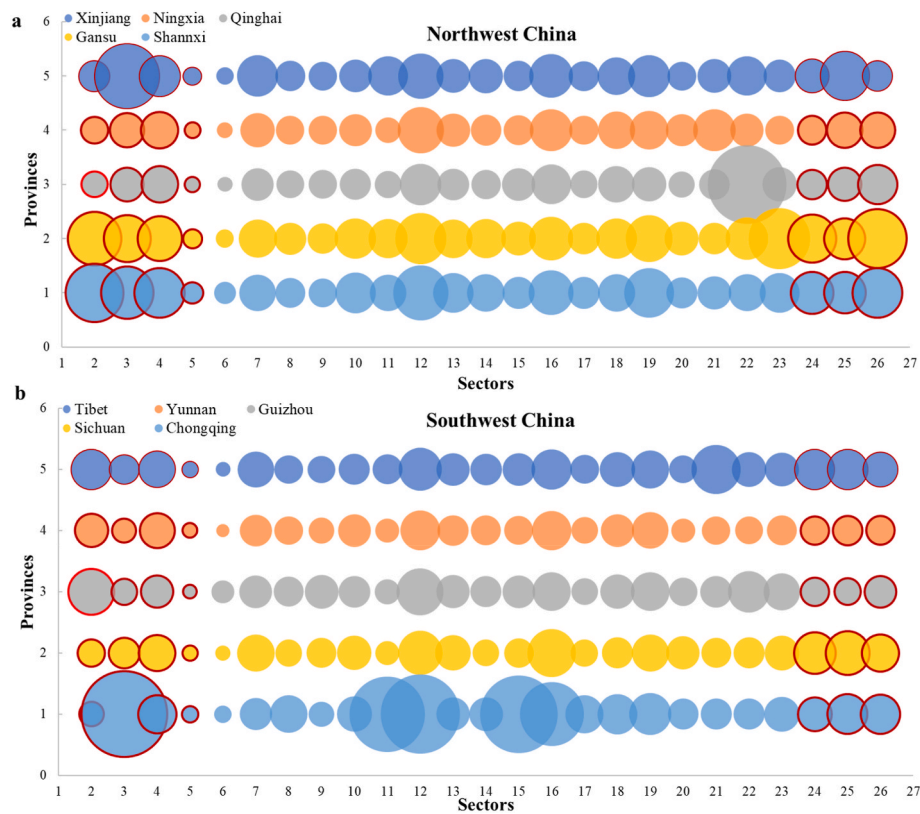 a
Xinjiang Ningxia Qinghai
Gansu Shannxi
Northwest China
6
5
4
3
2
1
0
Provinces
1 2 3 4 5 6 7 8 9 10 11 12 13 14 15 16 17 18 19 20 21 22 23 24 25 26 27
Sectors
b
Tibet Yunnan Guizhou
Sichuan Chongqing
Southwest China
6
5
4
3
2
1
0
Provinces
1 2 3 4 5 6 7 8 9 10 11 12 13 14 15 16 17 18 19 20 21 22 23 24 25 26 27
Sectors